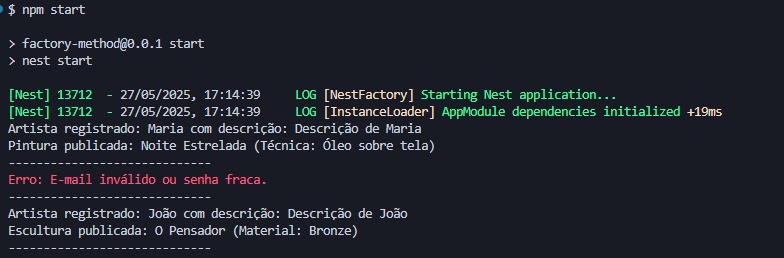 $ npm start
> factory-method@0.0.1 start
> nest start
[Nest] 13712  - 27/05/2025, 17:14:39     LOG [NestFactory] Starting Nest application...
[Nest] 13712  - 27/05/2025, 17:14:39     LOG [InstanceLoader] AppModule dependencies initialized +19ms
Artista registrado: Maria com descrição: Descrição de Maria
Pintura publicada: Noite Estrelada (Técnica: Óleo sobre tela)
----------------------------
Erro: E-mail inválido ou senha fraca.
----------------------------
Artista registrado: João com descrição: Descrição de João
Escultura publicada: O Pensador (Material: Bronze)
----------------------------